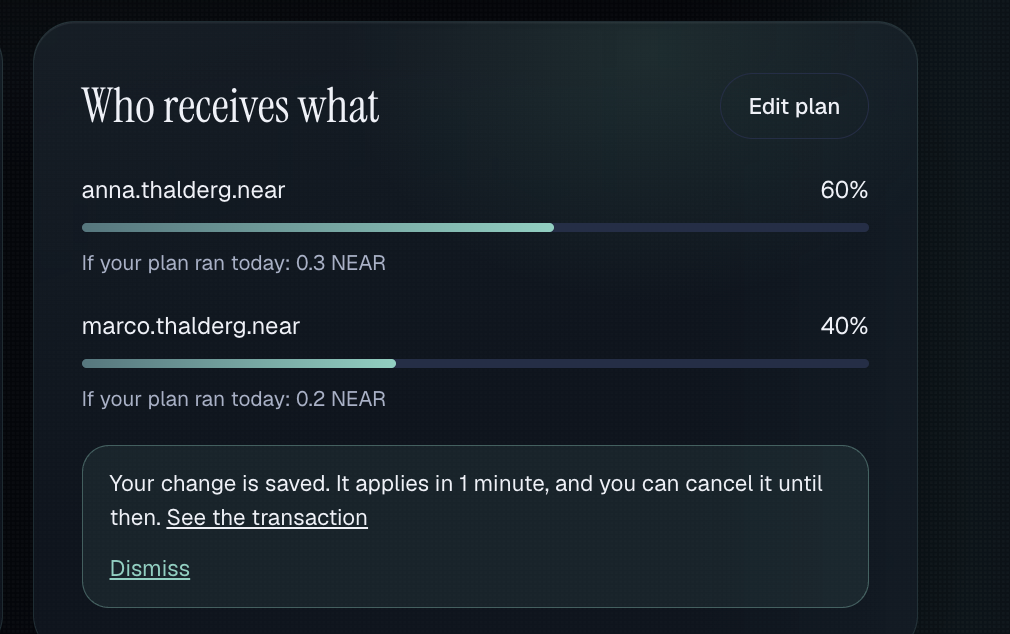 Who receives what
Edit plan
anna.thalderg.near
60%
If your plan ran today: 0.3 NEAR
marco.thalderg.near
40%
If your plan ran today: 0.2 NEAR
Your change is saved. It applies in 1 minute, and you can cancel it until
then. See the transaction
Dismiss